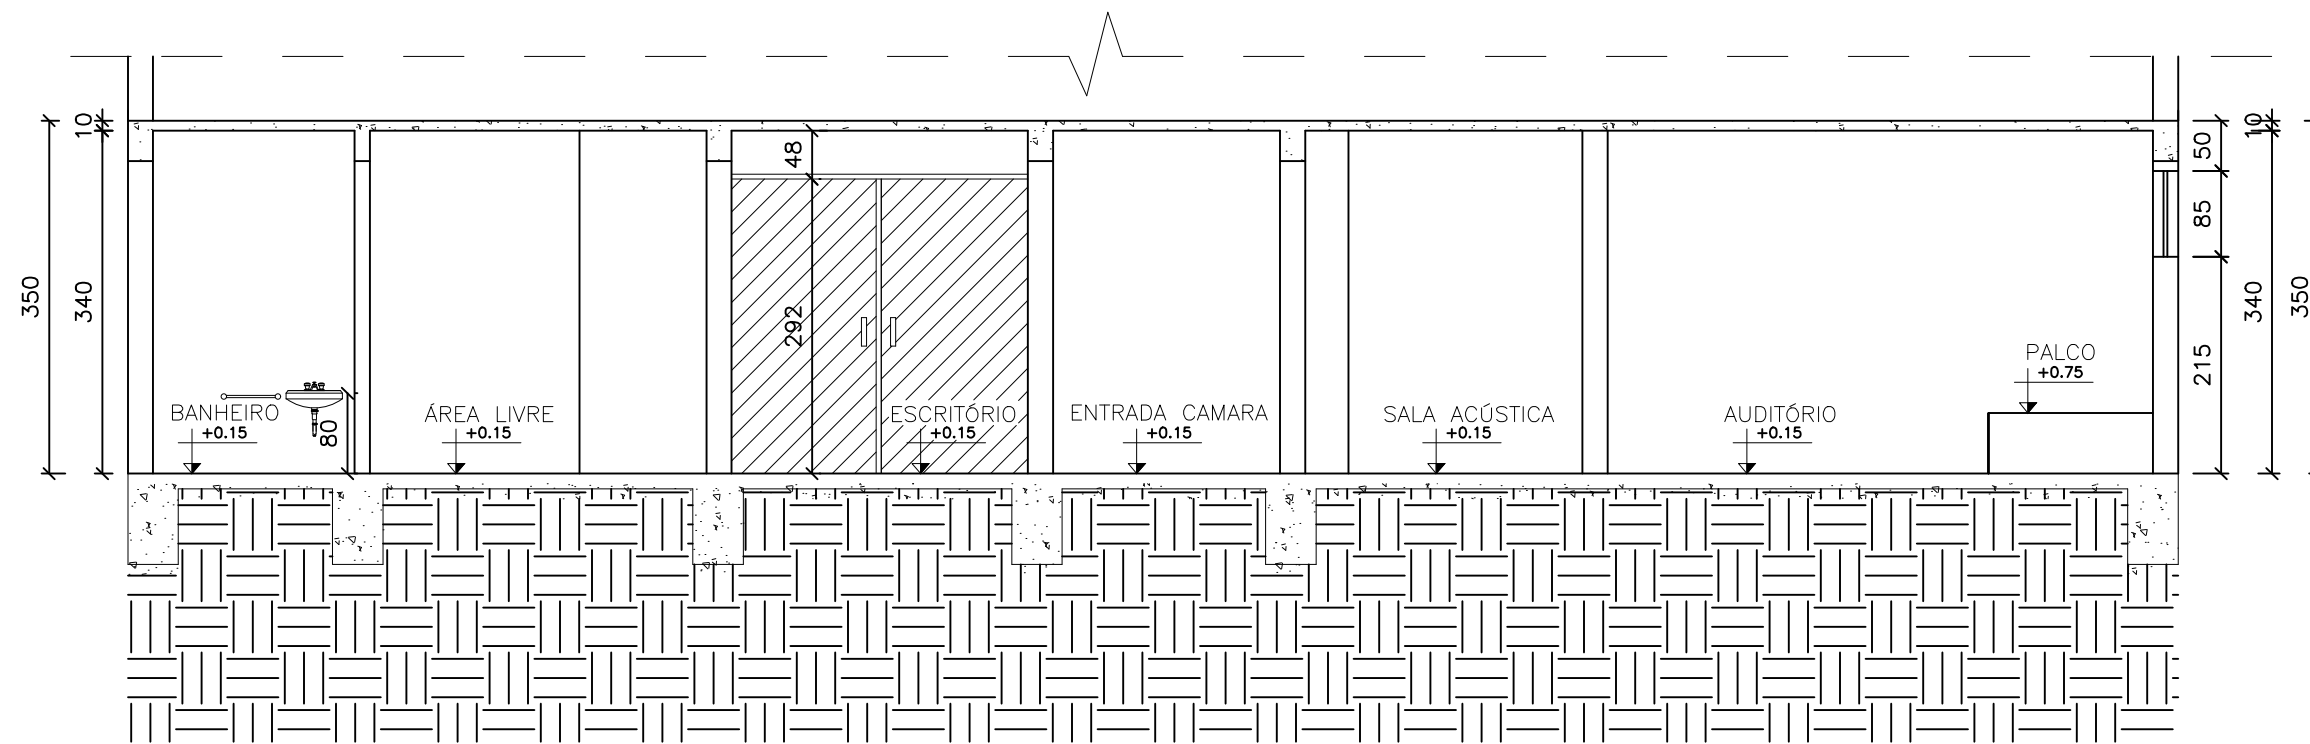 10
350
340
48
292
80
BANHEIRO
+0.15
ÁREA LIVRE
+0.15
ESCRITÓRIO
+0.15
ENTRADA CAMARA
+0.15
SALA ACÚSTICA
+0.15
AUDITÓRIO
+0.15
PALCO
+0.75
50
85
215
10
340
350